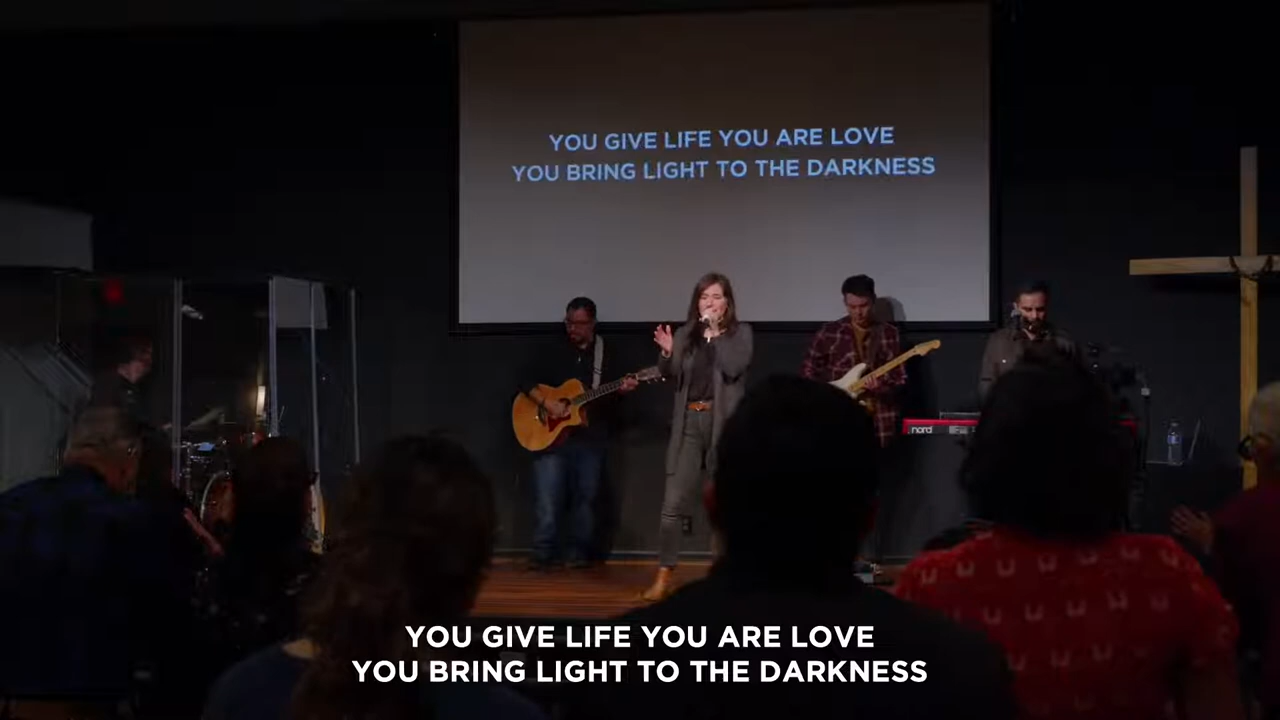 YOU GIVE LIFE YOU ARE LOVE
YOU BRING LIGHT TO THE DARKNESS
nord
YOU GIVE LIFE YOU ARE LOVE
YOU BRING LIGHT TO THE DARKNESS